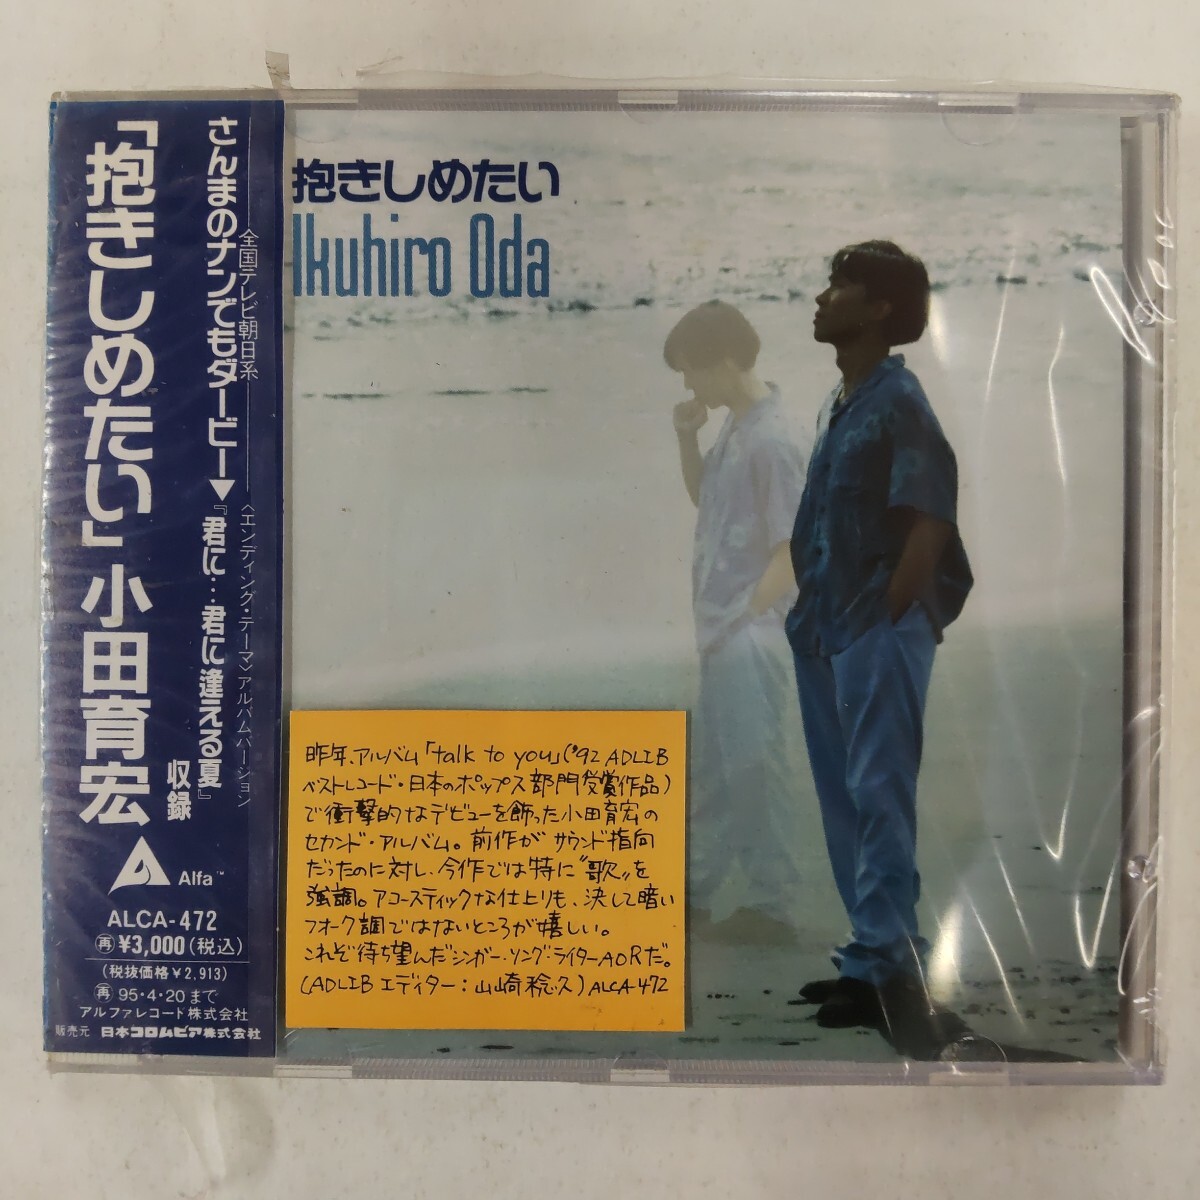 「抱きしめたい」小田育宏
全国テレビ朝日系
さんまのナンでもダービー▼
〈エンディング・テーマ〉アルバムバージョン
『君に…君に逢える夏』
収録
Alfa™
ALCA-472
再 ¥3,000(税込)
(税抜価格¥2,913)
再 95・4・20まで
アルファレコード株式会社
販売元 日本コロムビア株式会社
抱きしめたい
Ikuhiro Oda
昨年、アルバム「talk to you」('92 ADLIB
ベストレコード・日本のポップス部門受賞作品)
で衝撃的なデビューを飾った小田育宏の
セカンド・アルバム。前作がサウンド指向
だったのに対し、今作では特に"歌"を
強調。アコースティックな仕上りも、決して暗い
フォーク調ではないところが嬉しい。
これぞ待ち望んだシンガー・ソング・ライターAORだ。
(ADLIB エディター:山崎稔久) ALCA-472